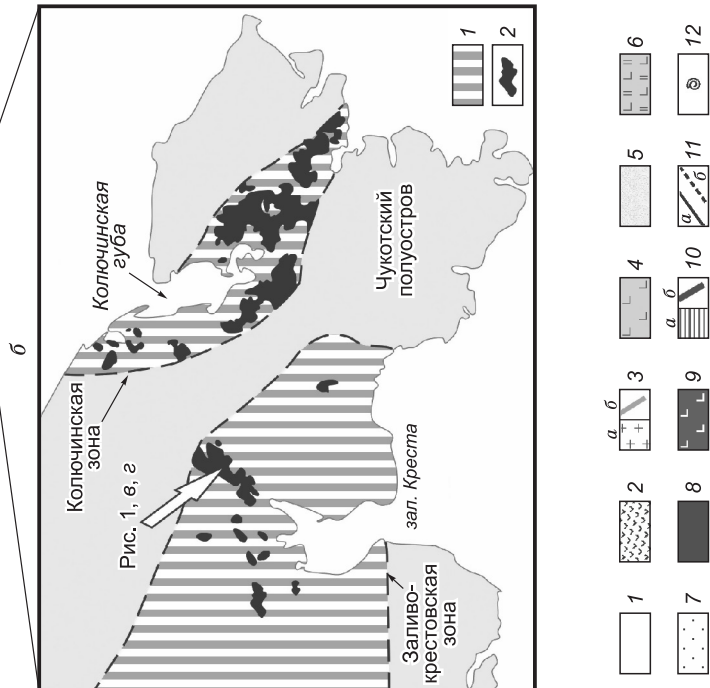 б
1
2
Колючинская
губа
Чукотский
полуостров
Колючинская
зона
Рис. 1, в, г
зал. Креста
Заливо-
крестовская
зона
1
2
а б
3
4
5
6
7
8
9
а б
10
а б
11
12